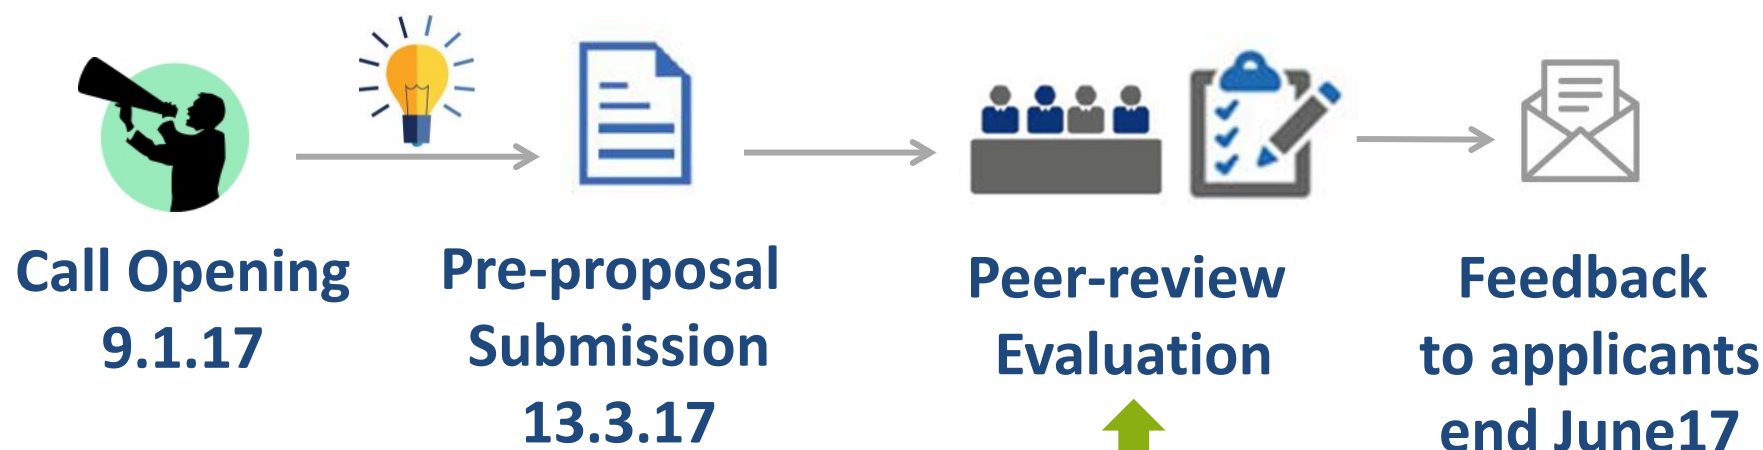 Call Opening
9.1.17
Pre-proposal
Submission
13.3.17
Peer-review
Evaluation
Feedback
to applicants
end June17